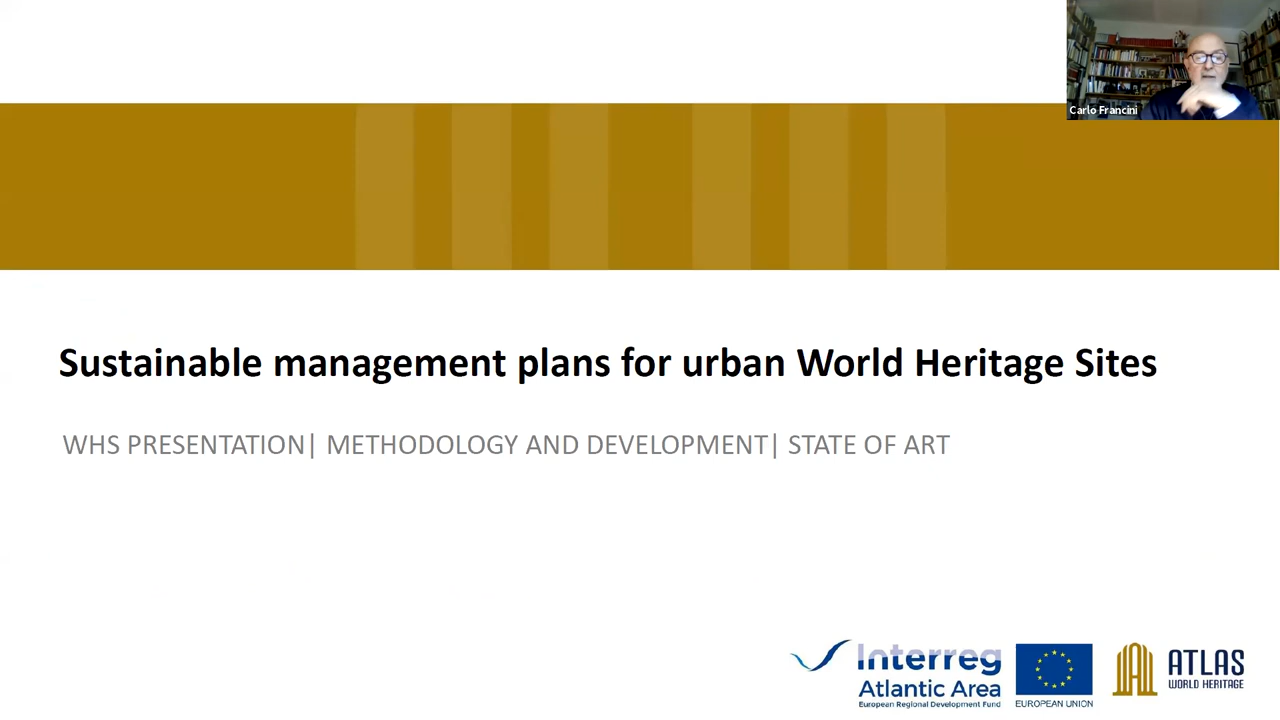 Carlo Francini
Sustainable management plans for urban World Heritage Sites
WHS PRESENTATION| METHODOLOGY AND DEVELOPMENT| STATE OF ART
Interreg
Atlantic Area
European Regional Development Fund
EUROPEAN UNION
ATLAS
WORLD HERITAGE